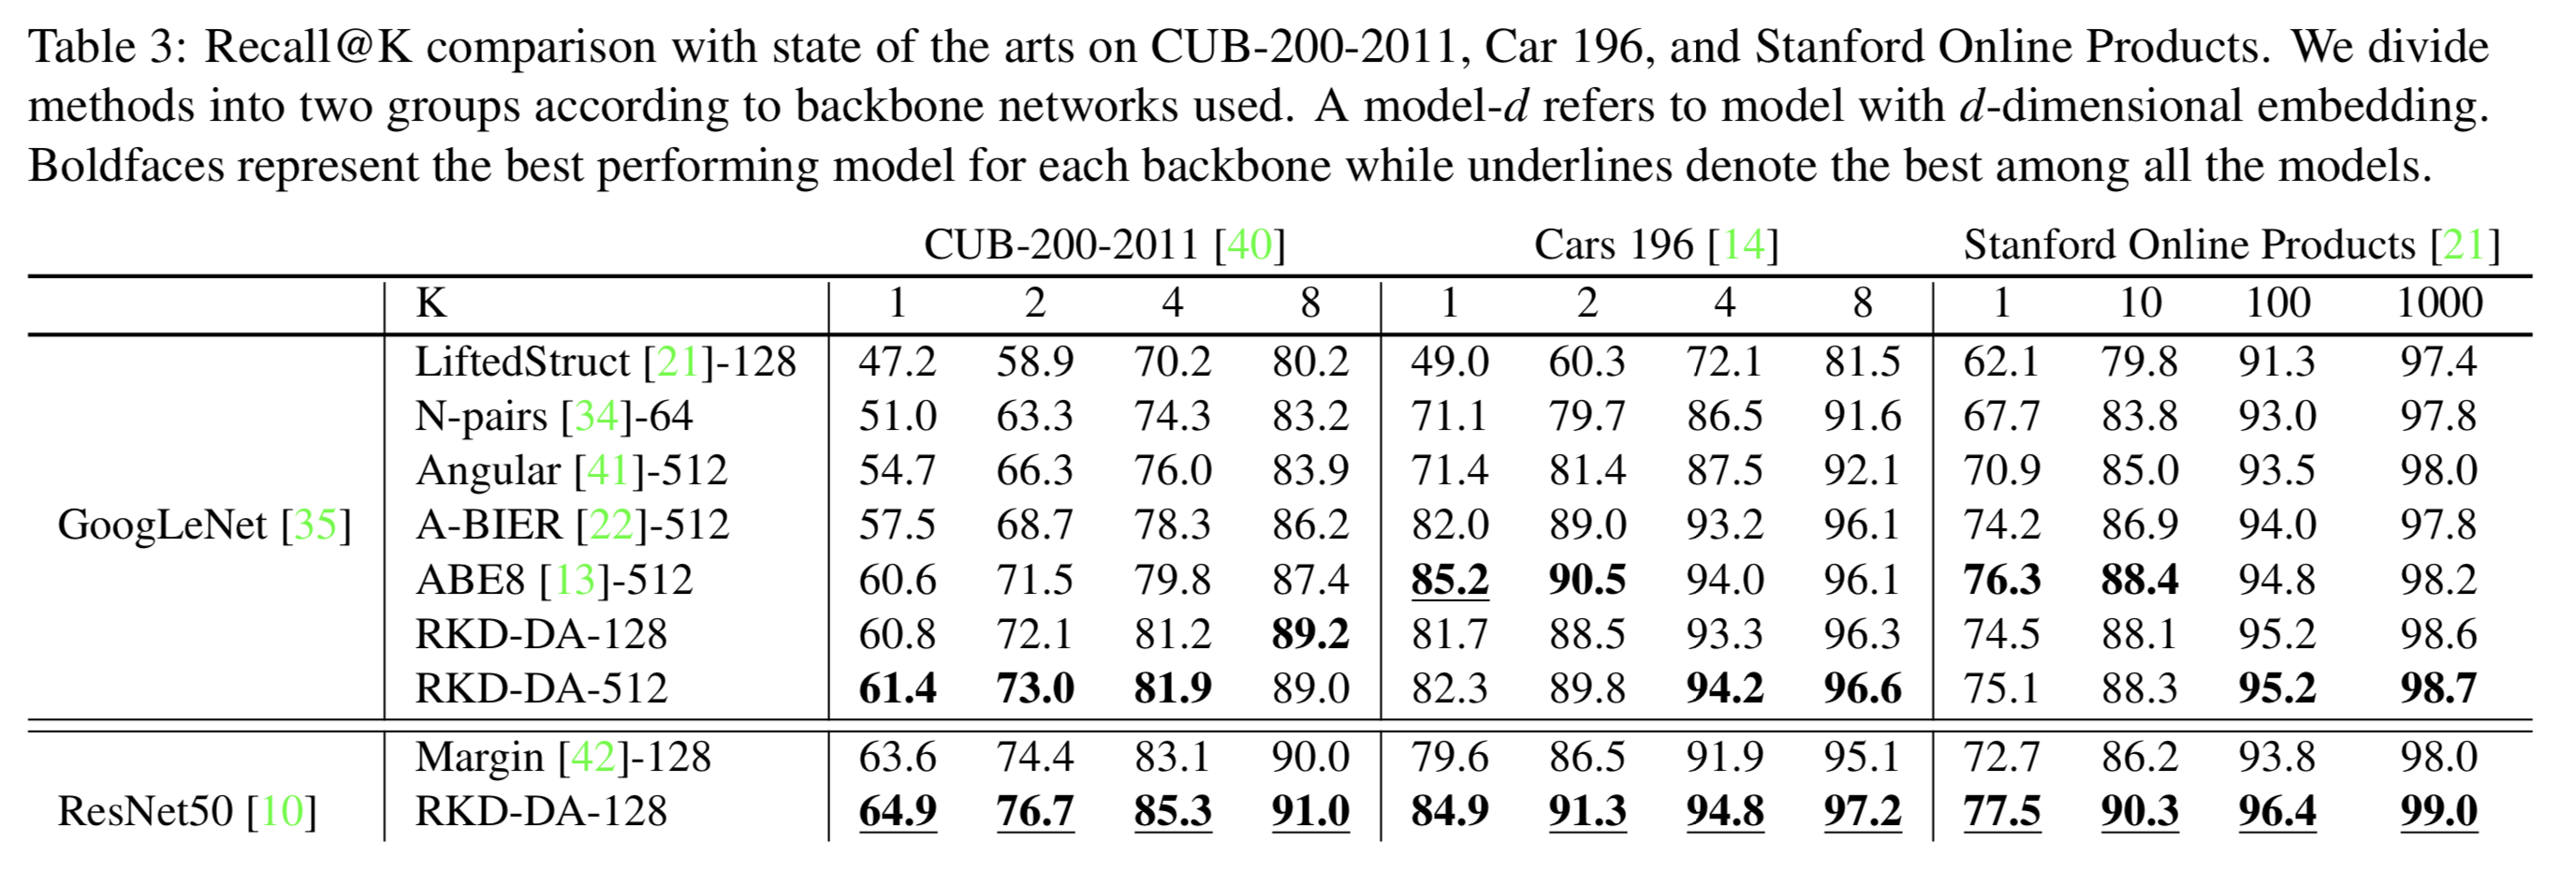 Table 3: Recall@K comparison with state of the arts on CUB-200-2011, Car 196, and Stanford Online Products. We divide
methods into two groups according to backbone networks used. A model-d refers to model with d-dimensional embedding.
Boldfaces represent the best performing model for each backbone while underlines denote the best among all the models.
CUB-200-2011 [40] Cars 196 [14] Stanford Online Products [21]
K 1 2 4 8 1 2 4 8 1 10 100 1000
LiftedStruct [21]-128 47.2 58.9 70.2 80.2 49.0 60.3 72.1 81.5 62.1 79.8 91.3 97.4
N-pairs [34]-64 51.0 63.3 74.3 83.2 71.1 79.7 86.5 91.6 67.7 83.8 93.0 97.8
Angular [41]-512 54.7 66.3 76.0 83.9 71.4 81.4 87.5 92.1 70.9 85.0 93.5 98.0
GoogLeNet [35] A-BIER [22]-512 57.5 68.7 78.3 86.2 82.0 89.0 93.2 96.1 74.2 86.9 94.0 97.8
ABE8 [13]-512 60.6 71.5 79.8 87.4 85.2 90.5 94.0 96.1 76.3 88.4 94.8 98.2
RKD-DA-128 60.8 72.1 81.2 89.2 81.7 88.5 93.3 96.3 74.5 88.1 95.2 98.6
RKD-DA-512 61.4 73.0 81.9 89.0 82.3 89.8 94.2 96.6 75.1 88.3 95.2 98.7
Margin [42]-128 63.6 74.4 83.1 90.0 79.6 86.5 91.9 95.1 72.7 86.2 93.8 98.0
ResNet50 [10] RKD-DA-128 64.9 76.7 85.3 91.0 84.9 91.3 94.8 97.2 77.5 90.3 96.4 99.0